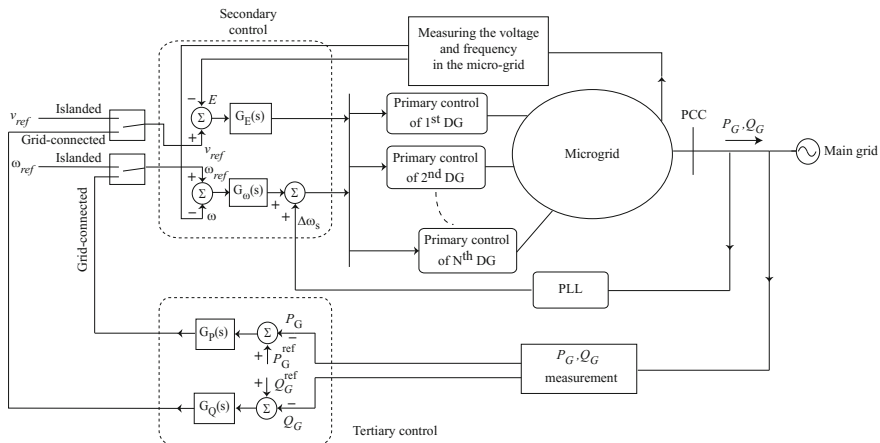 Secondary
control
Measuring the voltage
and frequency
in the micro-grid
Islanded
v_ref
Grid-connected
Islanded
ω_ref
Grid-connected
−
E
Σ
+
G_E(s)
v_ref
ω_ref
+
Σ
−
ω
G_ω(s)
+
Σ
+
Δω_s
Primary control
of 1st DG
Primary control
of 2nd DG
Primary control
of Nth DG
Microgrid
PCC
P_G, Q_G
Main grid
PLL
G_P(s)
Σ
P_G
−
+
P_G^ref
+
Q_G^ref
G_Q(s)
Σ
−
Q_G
P_G, Q_G
measurement
Tertiary control